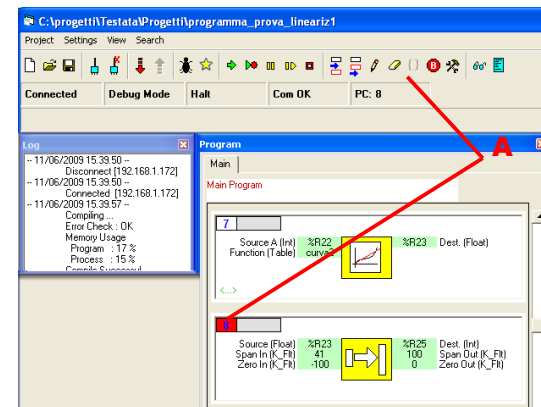 C:\progetti\Testata\Progetti\programma_prova_lineariz1
Project Settings View Search
Connected Debug Mode Halt Com OK PC: 8
A
Log
-- 11/06/2009 15.39.50 --
Disconnect [192.168.1.172]
-- 11/06/2009 15.39.50 --
Connected [192.168.1.172]
-- 11/06/2009 15.39.57 --
Compiling ...
Error Check : OK
Memory Usage
Program : 17 %
Process : 15 %
Compile Successful
Program
Main
Main Program
7
Source A (Int) %R22 %R23 Dest. (Float)
Function (Table) curva2
<...>
8
Source (Float) %R23 %R25 Dest. (Int)
Span In (K_Flt) 41 100 Span Out (K_Flt)
Zero In (K_Flt) -100 0 Zero Out (K_Flt)